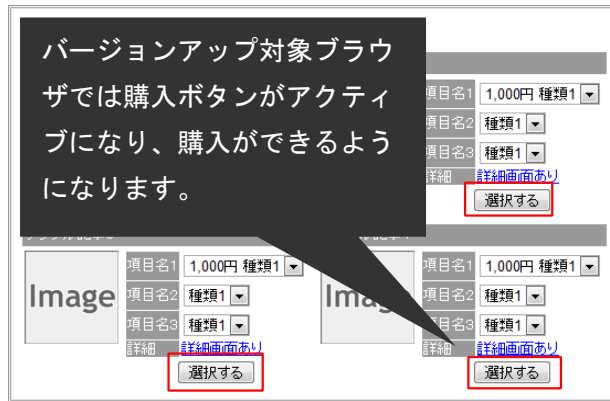 バージョンアップ対象ブラウ
ザでは購入ボタンがアクティ
ブになり、購入ができるよう
になります。
項目名1 1,000円 種類1
項目名2 種類1
項目名3 種類1
詳細 詳細画面あり
選択する
Image
項目名1 1,000円 種類1
項目名2 種類1
項目名3 種類1
詳細 詳細画面あり
選択する
項目名1 1,000円 種類1
項目名2 種類1
項目名3 種類1
詳細 詳細画面あり
選択する